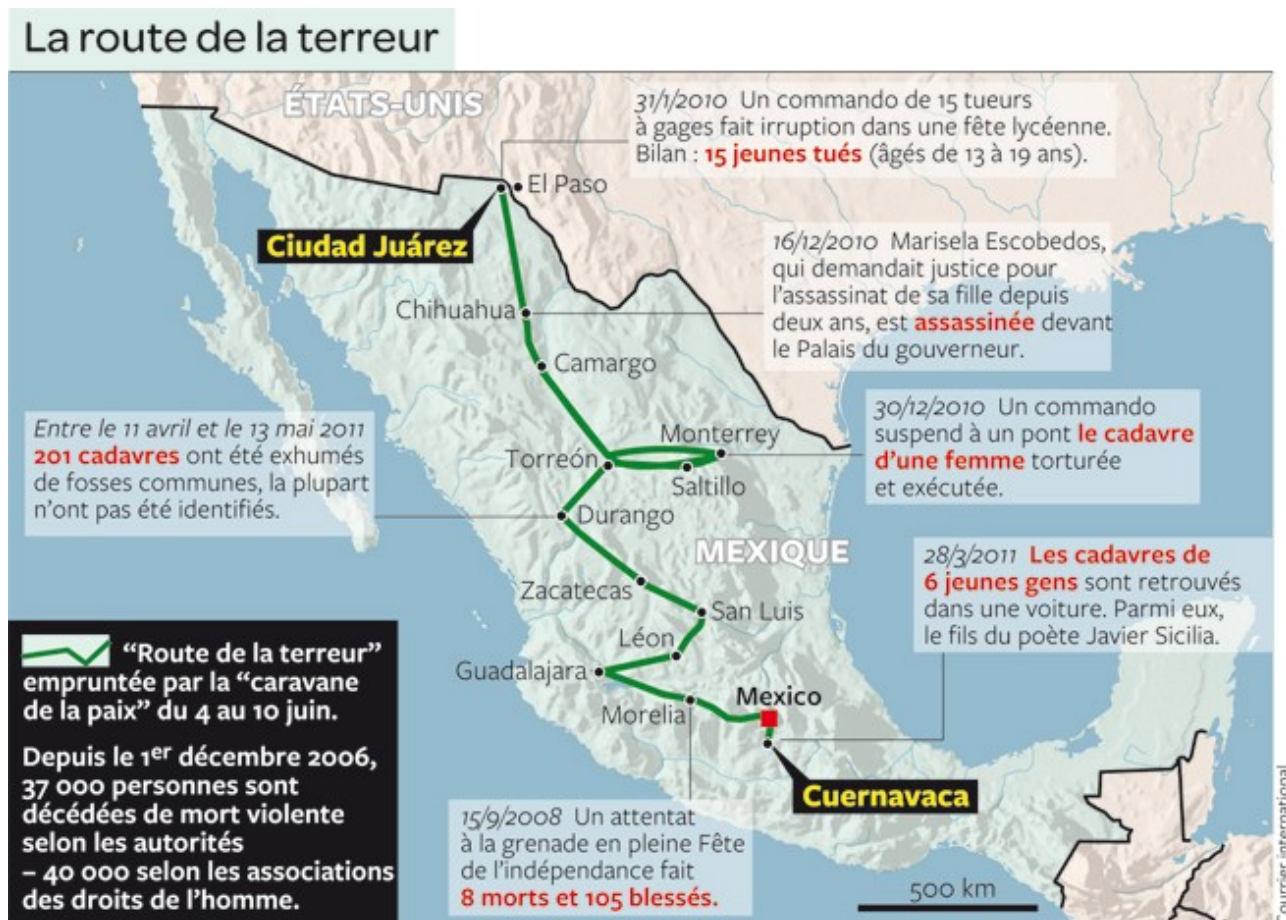 La route de la terreur
ÉTATS-UNIS
31/1/2010 Un commando de 15 tueurs
à gages fait irruption dans une fête lycéenne.
Bilan : 15 jeunes tués (âgés de 13 à 19 ans).
El Paso
Ciudad Juárez
16/12/2010 Marisela Escobedos,
qui demandait justice pour
l'assassinat de sa fille depuis
deux ans, est assassinée devant
le Palais du gouverneur.
Chihuahua
Camargo
30/12/2010 Un commando
suspend à un pont le cadavre
d'une femme torturée
et exécutée.
Entre le 11 avril et le 13 mai 2011
201 cadavres ont été exhumés
de fosses communes, la plupart
n'ont pas été identifiés.
Monterrey
Torreón
Saltillo
Durango
MEXIQUE
28/3/2011 Les cadavres de
6 jeunes gens sont retrouvés
dans une voiture. Parmi eux,
le fils du poète Javier Sicilia.
Zacatecas
San Luis
Léon
Guadalajara
Morelia
Mexico
Cuernavaca
"Route de la terreur"
empruntée par la "caravane
de la paix" du 4 au 10 juin.
Depuis le 1er décembre 2006,
37 000 personnes sont
décédées de mort violente
selon les autorités
– 40 000 selon les associations
des droits de l'homme.
15/9/2008 Un attentat
à la grenade en pleine Fête
de l'indépendance fait
8 morts et 105 blessés.
500 km
Courrier international